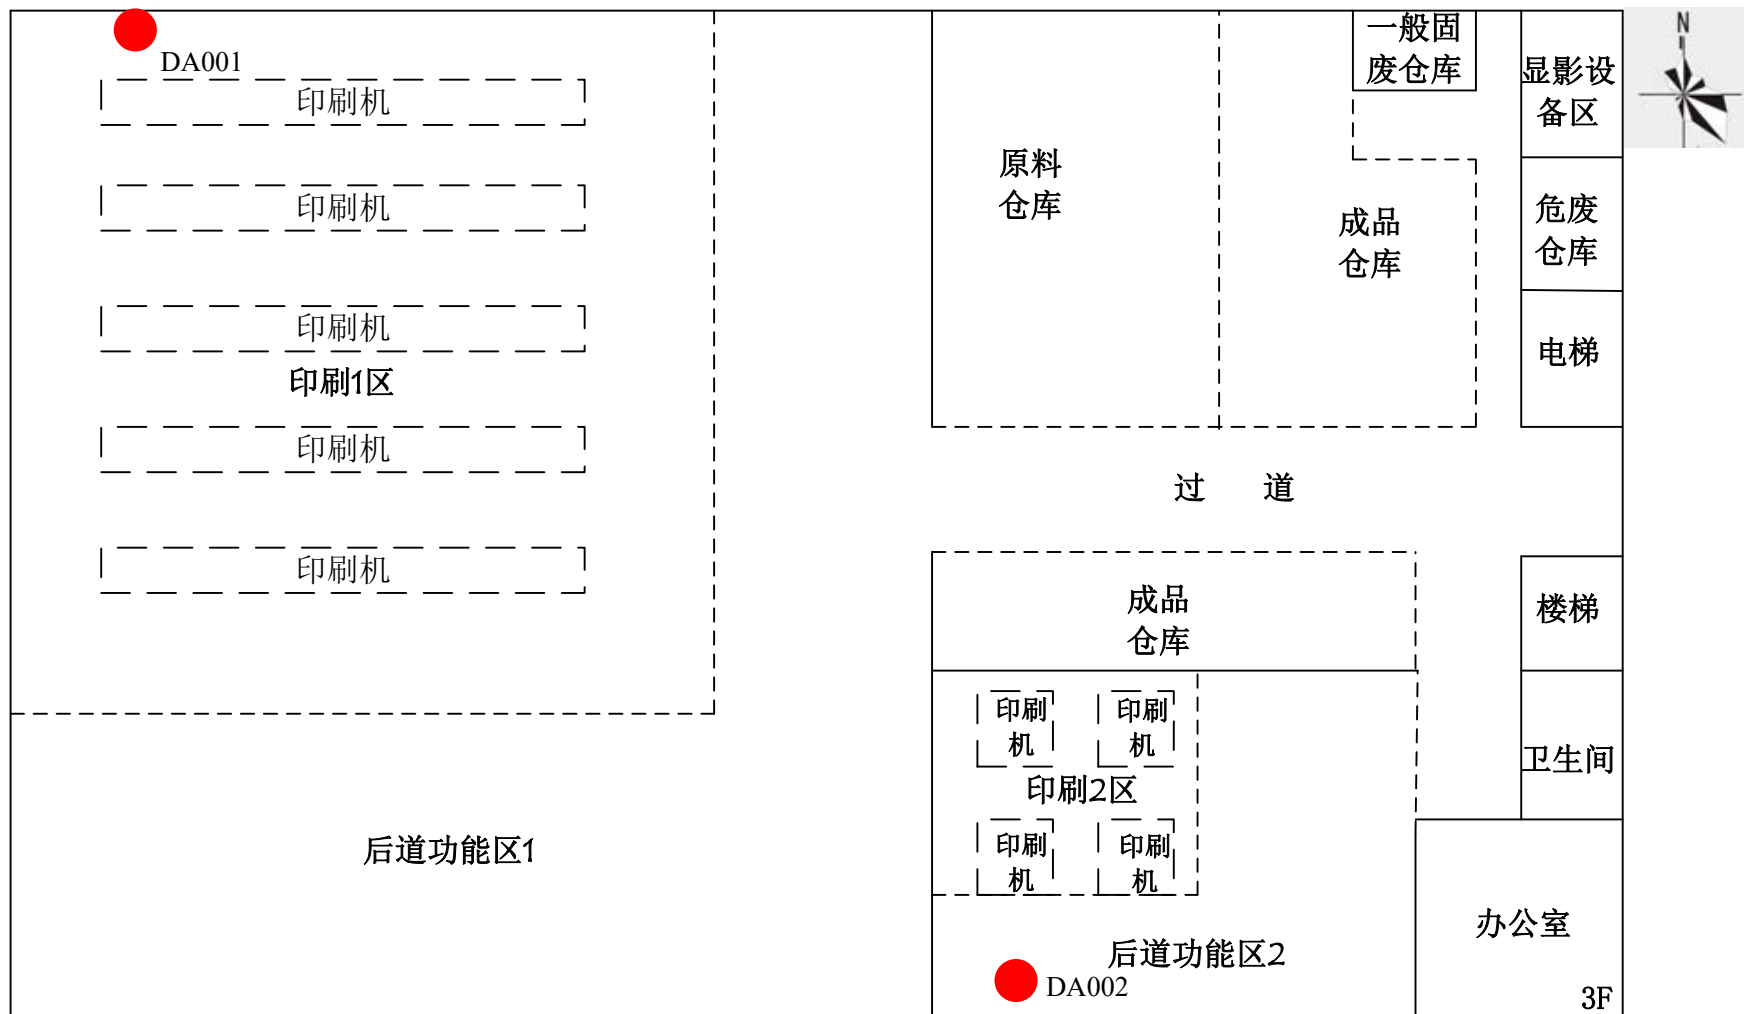 DA001
印刷机
印刷机
印刷机
印刷1区
印刷机
印刷机
后道功能区1
原料
仓库
成品
仓库
一般固
废仓库
显影设
备区
危废
仓库
电梯
N
过 道
成品
仓库
楼梯
印刷
机
印刷
机
印刷2区
印刷
机
印刷
机
卫生间
后道功能区2
DA002
办公室
3F